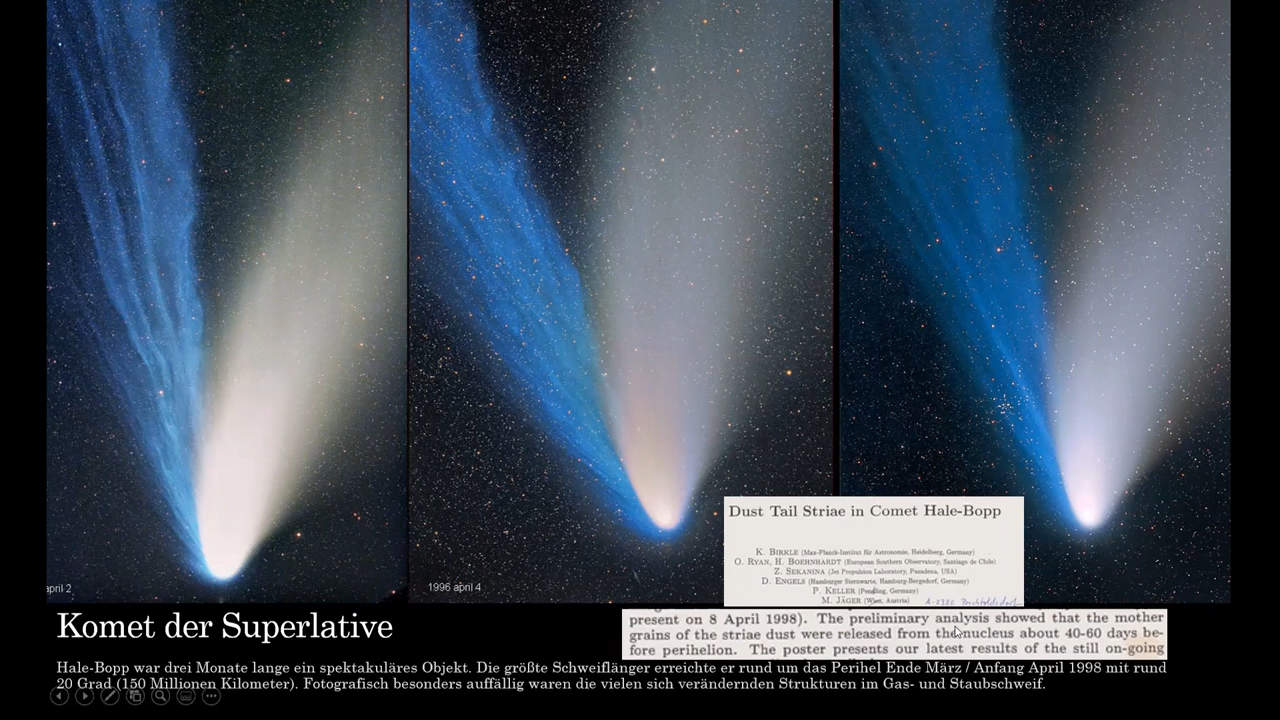 april 2
1996 april 4
Dust Tail Striae in Comet Hale-Bopp
K. BIRKLE (Max-Planck-Institut für Astronomie, Heidelberg, Germany)
O. RYAN, H. BOEHNHARDT (European Southern Observatory, Santiago de Chile)
Z. SEKANINA (Jet Propulsion Laboratory, Pasadena, USA)
D. ENGELS (Hamburger Sternwarte, Hamburg-Bergedorf, Germany)
P. KELLER (Germany)
M. JÄGER (Wien, Austria)
present on 8 April 1998). The preliminary analysis showed that the mother
grains of the striae dust were released from the nucleus about 40-60 days be-
fore perihelion. The poster presents our latest results of the still on-going
Komet der Superlative
Hale-Bopp war drei Monate lange ein spektakuläres Objekt. Die größte Schweiflänger erreichte er rund um das Perihel Ende März / Anfang April 1998 mit rund
20 Grad (150 Millionen Kilometer). Fotografisch besonders auffällig waren die vielen sich verändernden Strukturen im Gas- und Staubschweif.